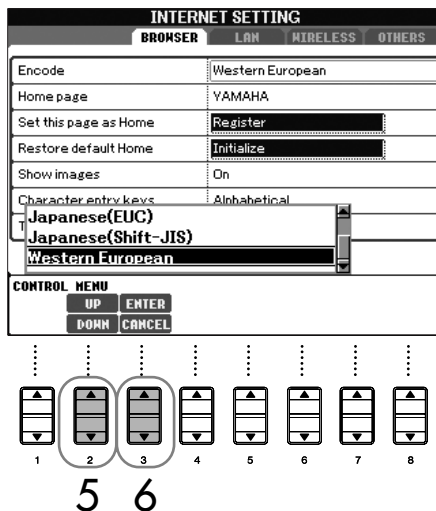 INTERNET SETTING
BROWSER LAN WIRELESS OTHERS
Encode Western European
Home page YAMAHA
Set this page as Home Register
Restore default Home Initialize
Show images On
Character entry keys Alphabetical
T
Japanese(EUC)
Japanese(Shift-JIS)
Western European
CONTROL MENU
UP ENTER
DOWN CANCEL
1 2 3 4 5 6 7 8
5 6